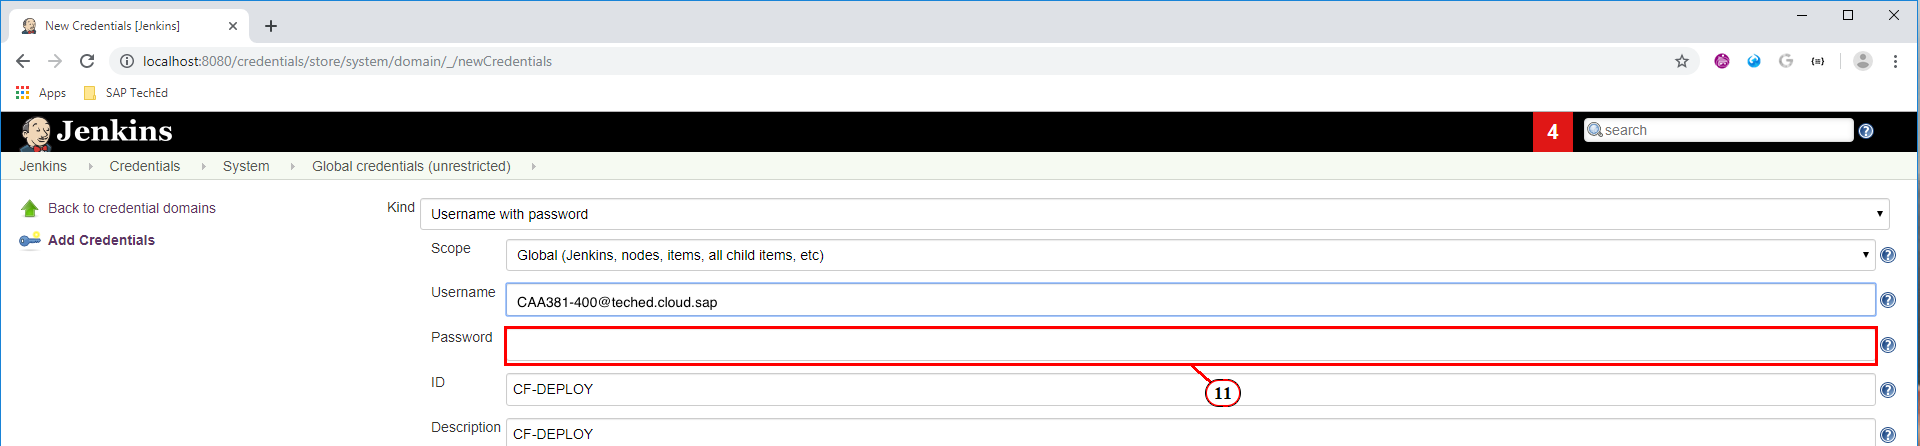 New Credentials [Jenkins]
localhost:8080/credentials/store/system/domain/_/newCredentials
Apps SAP TechEd
Jenkins 4 search
Jenkins Credentials System Global credentials (unrestricted)
Back to credential domains
Add Credentials
Kind Username with password
Scope Global (Jenkins, nodes, items, all child items, etc)
Username CAA381-400@teched.cloud.sap
Password
11
ID CF-DEPLOY
Description CF-DEPLOY